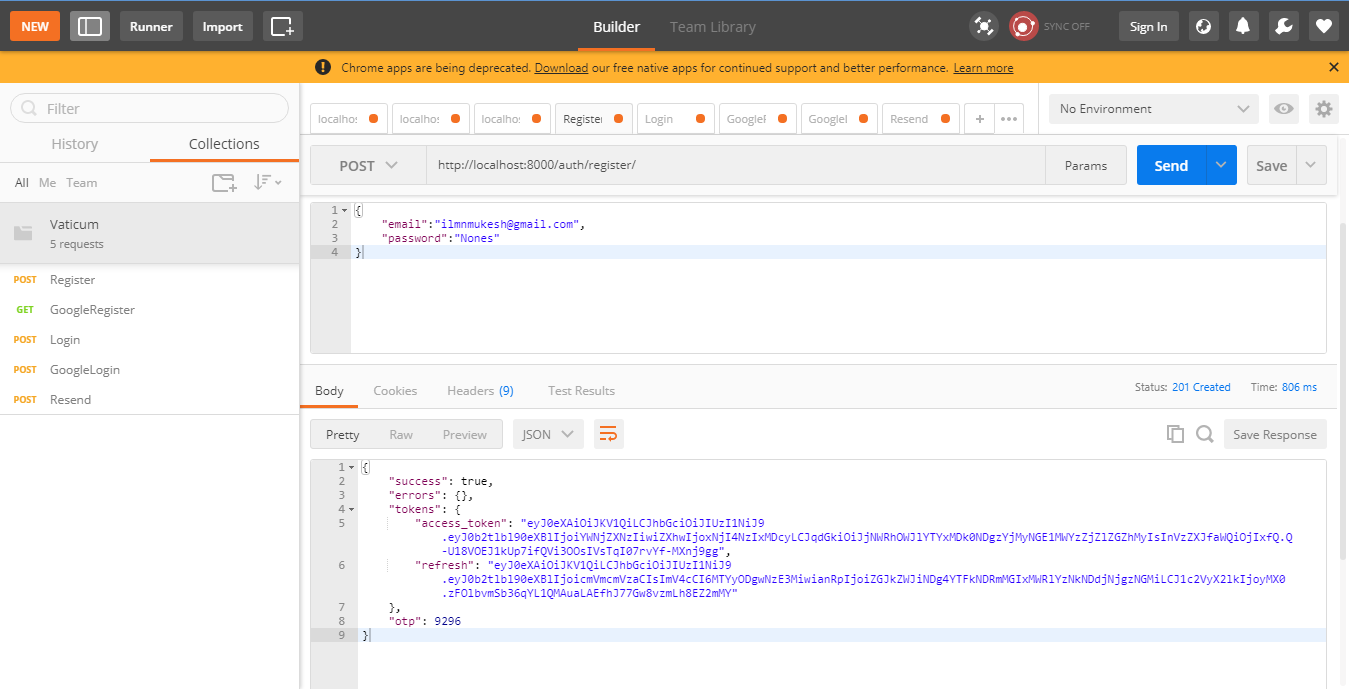 NEW Runner Import Builder Team Library SYNC OFF Sign In
Chrome apps are being deprecated. Download our free native apps for continued support and better performance. Learn more
Filter
History Collections
All Me Team
Vaticum
5 requests
POST Register
GET GoogleRegister
POST Login
POST GoogleLogin
POST Resend
localhos localhos localhos Register Login GoogleR GoogleL Resend + ••• No Environment
POST http://localhost:8000/auth/register/ Params Send Save
1 {
2 "email":"ilmnmukesh@gmail.com",
3 "password":"Nones"
4 }
Body Cookies Headers (9) Test Results Status: 201 Created Time: 806 ms
Pretty Raw Preview JSON Save Response
1 {
2 "success": true,
3 "errors": {},
4 "tokens": {
5 "access_token": "eyJ0eXAiOiJKV1QiLCJhbGciOiJIUzI1NiJ9
.eyJ0b2tlbl90eXBlIjoiYWNjZXNzIiwiZXhwIjoxNjI4NzIxMDcyLCJqdGkiOiJjNWRhOWJlYTYxMDk0NDgzYjMyNGE1MWYzZjZlZGZhMyIsInVzZXJfaWQiOjIxfQ.Q
-U18VOEJ1kUp7ifQVi3OOsIVsTqI07rvYf-MXnj9gg",
6 "refresh": "eyJ0eXAiOiJKV1QiLCJhbGciOiJIUzI1NiJ9
.eyJ0b2tlbl90eXBlIjoicmVmcmVzaCIsImV4cCI6MTYyODgwNzE3MiwianRpIjoiZGJkZWJiNDg4YTFkNDRmMGIxMWRlYzNkNDdjNjgzNGMiLCJ1c2VyX2lkIjoyMX0
.zFOlbvmSb36qYL1QMAuaLAEfhJ77Gw8vzmLh8EZ2mMY"
7 },
8 "otp": 9296
9 }